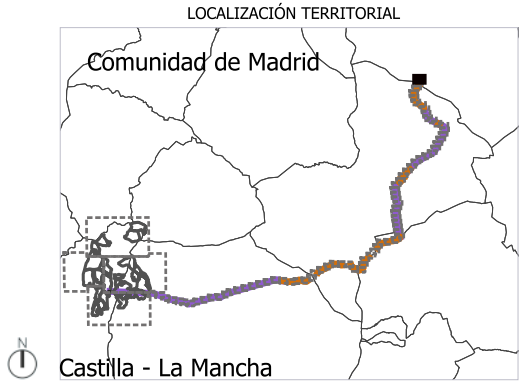 LOCALIZACIÓN TERRITORIAL
Comunidad de Madrid
N
Castilla - La Mancha